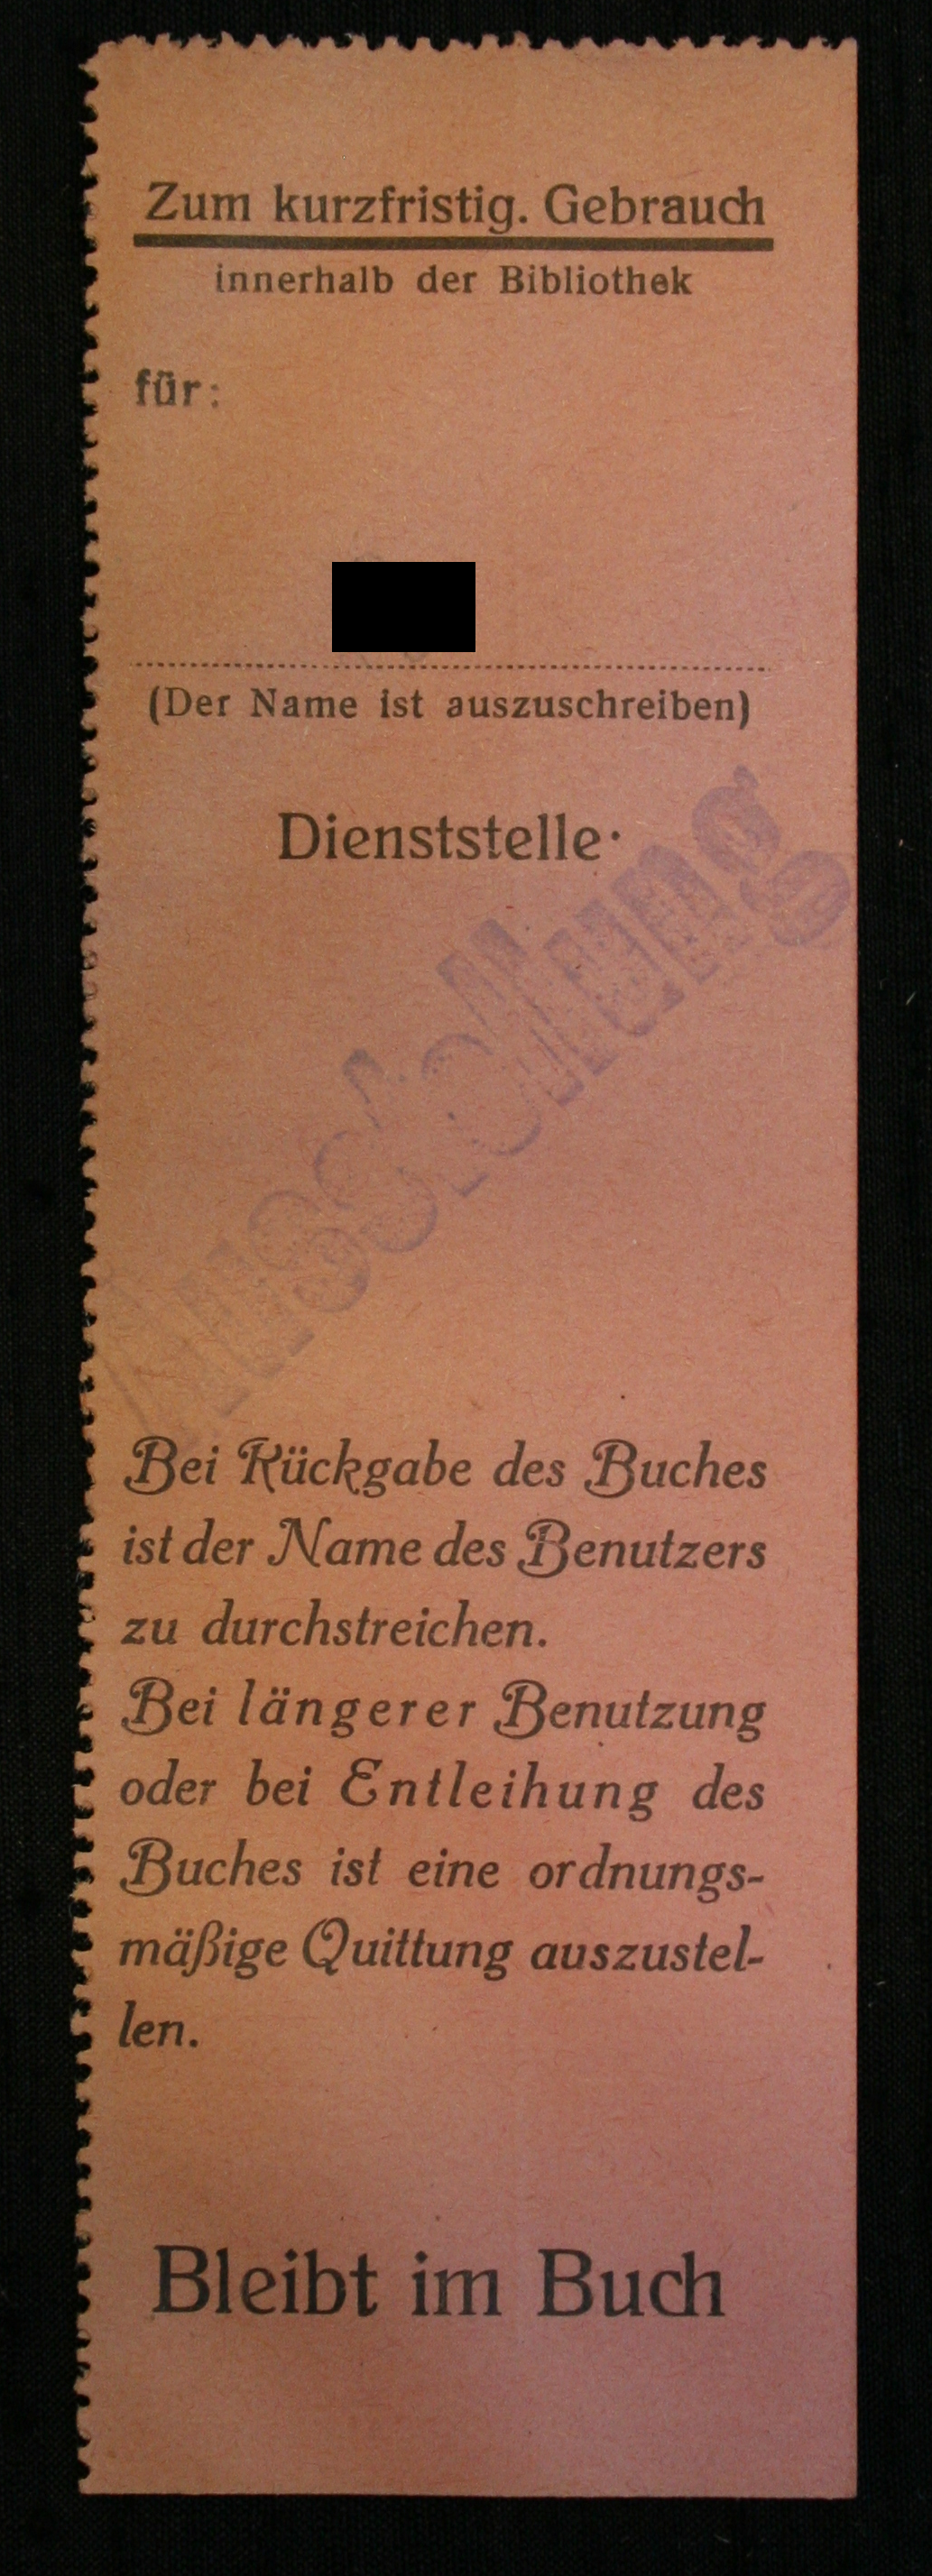 Zum kurzfristig. Gebrauch
innerhalb der Bibliothek
für:
(Der Name ist auszuschreiben)
Dienststelle·
Ausstellung
Bei Rückgabe des Buches
ist der Name des Benutzers
zu durchstreichen.
Bei längerer Benutzung
oder bei Entleihung des
Buches ist eine ordnungs-
mäßige Quittung auszustel-
len.
Bleibt im Buch